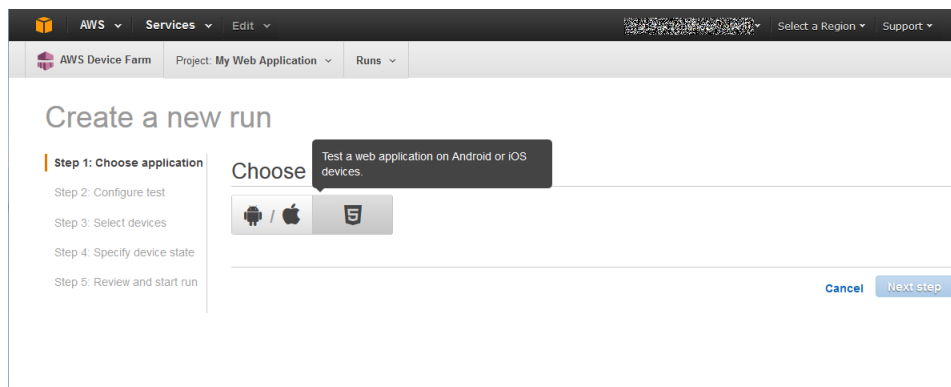 AWS Services Edit Select a Region Support
AWS Device Farm Project: My Web Application Runs
Create a new run
Step 1: Choose application
Step 2: Configure test
Step 3: Select devices
Step 4: Specify device state
Step 5: Review and start run
Test a web application on Android or iOS
devices.
Choose
/ 5
Cancel Next step